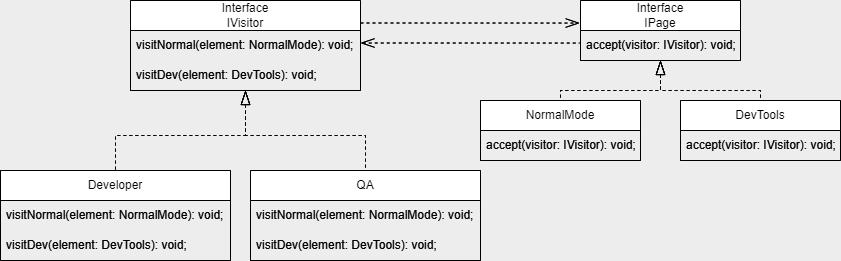 Interface
IVisitor
visitNormal(element: NormalMode): void;
visitDev(element: DevTools): void;
Interface
IPage
accept(visitor: IVisitor): void;
NormalMode
accept(visitor: IVisitor): void;
DevTools
accept(visitor: IVisitor): void;
Developer
visitNormal(element: NormalMode): void;
visitDev(element: DevTools): void;
QA
visitNormal(element: NormalMode): void;
visitDev(element: DevTools): void;